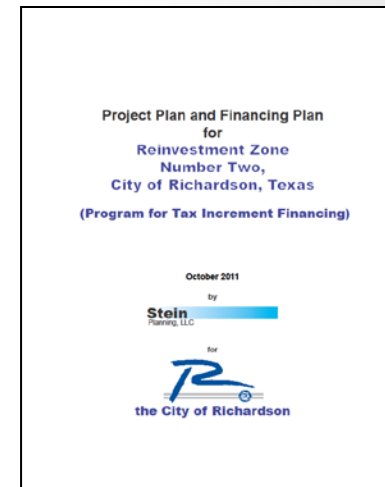 Project Plan and Financing Plan
for
Reinvestment Zone
Number Two,
City of Richardson, Texas
(Program for Tax Increment Financing)
October 2011
by
Stein
Planning, LLC
for
the City of Richardson